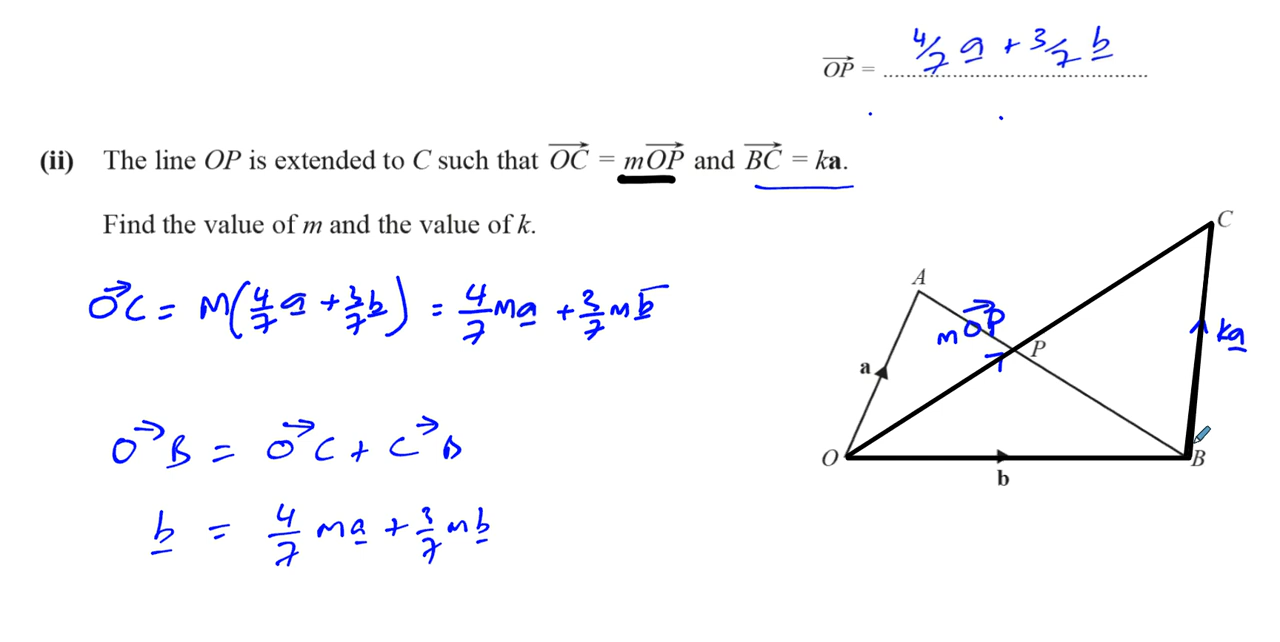 OP = 4/7 a + 3/7 b
(ii) The line OP is extended to C such that OC = mOP and BC = ka.
Find the value of m and the value of k.
OC = M(4/7 a + 3/7 b) = 4/7 ma + 3/7 mb
OB = OC + CB
b = 4/7 ma + 3/7 mb
C
A
mOP
P
ka
a
O
B
b